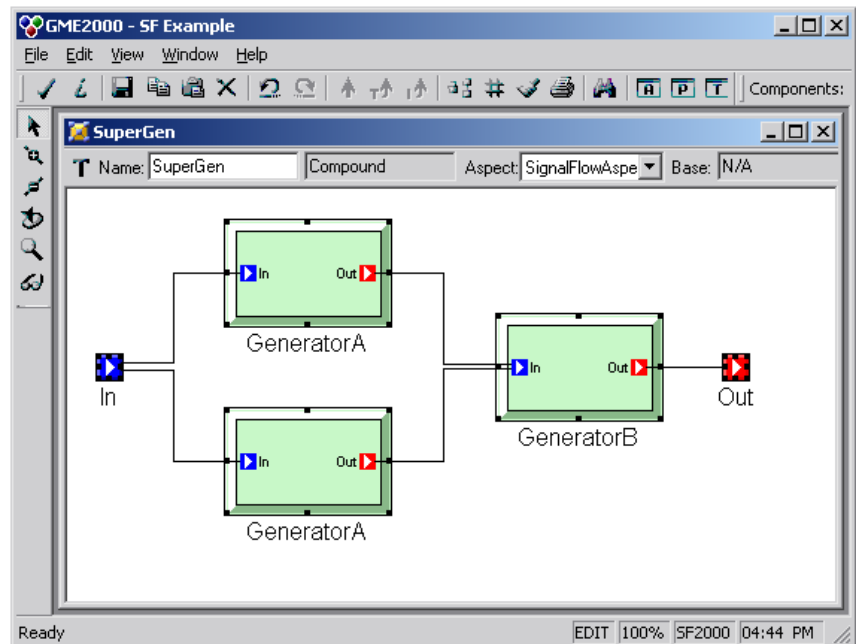 GME2000 - SF Example
File Edit View Window Help
Components:
SuperGen
Name: SuperGen Compound Aspect: SignalFlowAspe Base: N/A
In Out
GeneratorA
In
In Out
GeneratorB
Out
In Out
GeneratorA
Ready EDIT 100% SF2000 04:44 PM